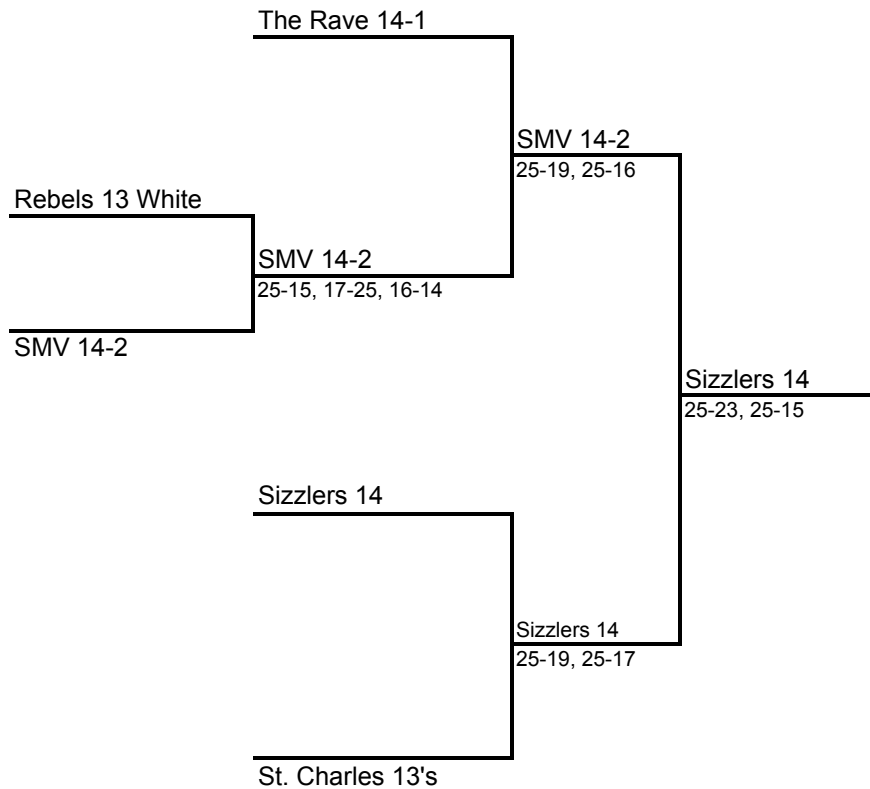 The Rave 14-1
SMV 14-2
25-19, 25-16
Rebels 13 White
SMV 14-2
25-15, 17-25, 16-14
SMV 14-2
Sizzlers 14
25-23, 25-15
Sizzlers 14
Sizzlers 14
25-19, 25-17
St. Charles 13's